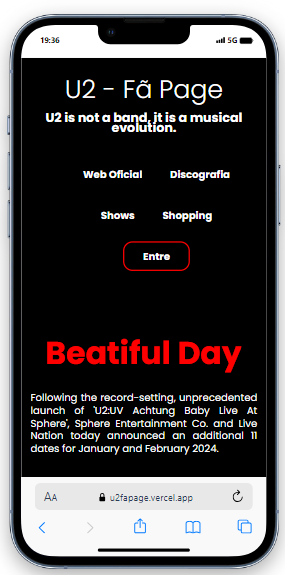 19:36 5G
U2 - Fã Page
U2 is not a band, it is a musical
evolution.
Web Oficial Discografia
Shows Shopping
Entre
Beatiful Day
Following the record-setting, unprecedented
launch of 'U2:UV Achtung Baby Live At
Sphere', Sphere Entertainment Co. and Live
Nation today announced an additional 11
dates for January and February 2024.
AA u2fapage.vercel.app